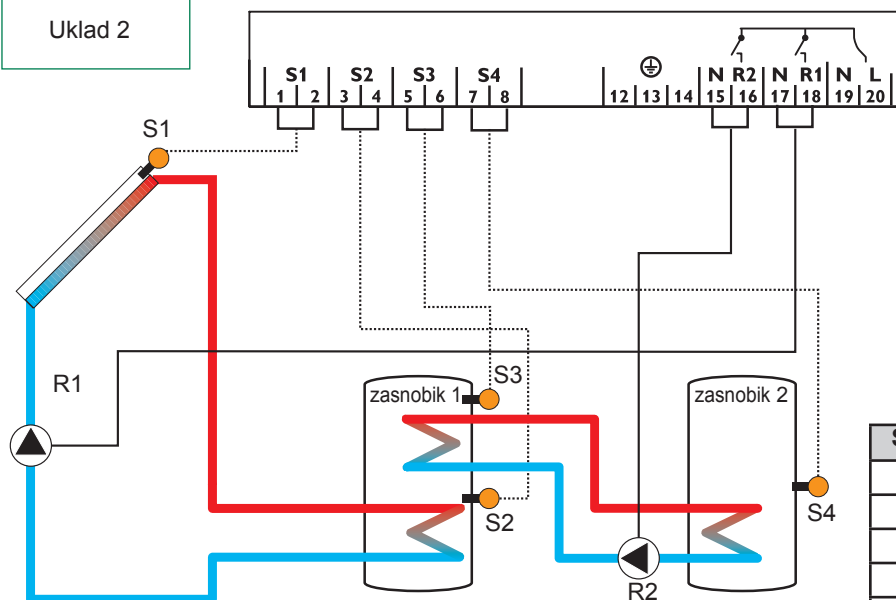 Uklad 2
S1 S2 S3 S4 N R2 N R1 N L
1 2 3 4 5 6 7 8 12 13 14 15 16 17 18 19 20
S1
R1
zasnobik 1
S3
zasnobik 2
S2
S4
R2
S